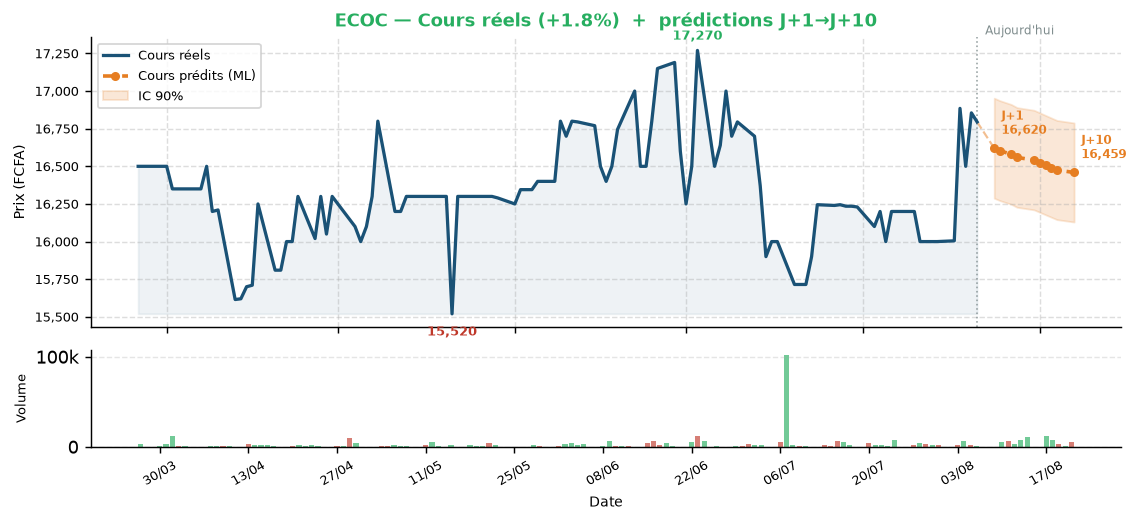 ECOC — Cours réels (+1.8%)  +  prédictions J+1→J+10
Aujourd'hui
17,270
Cours réels
Cours prédits (ML)
IC 90%
Prix (FCFA)
17,250
17,000
16,750
16,500
16,250
16,000
15,750
15,500
J+1
16,620
J+10
16,459
15,520
Volume
100k
0
30/03
13/04
27/04
11/05
25/05
08/06
22/06
06/07
20/07
03/08
17/08
Date